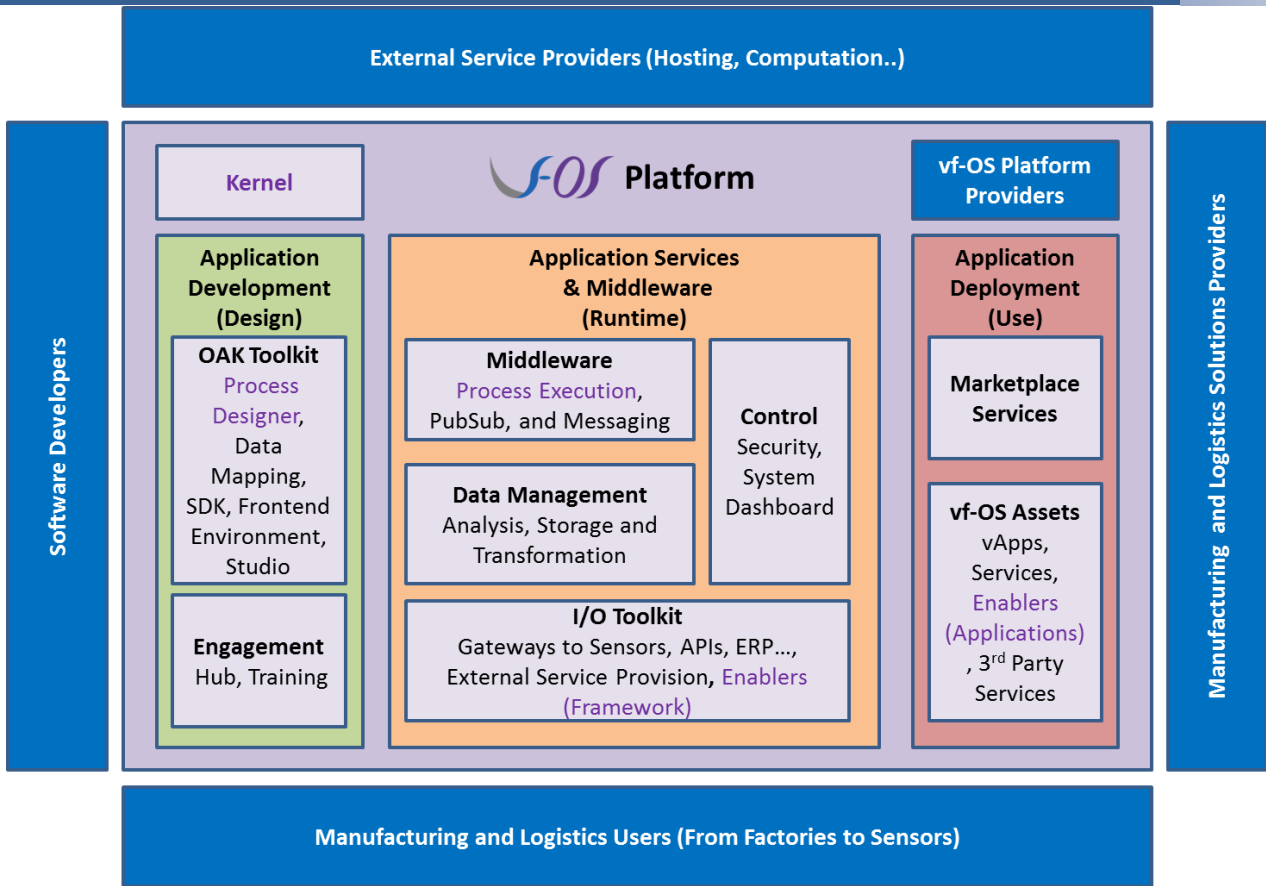 External Service Providers (Hosting, Computation..)
Software Developers
Kernel
vf-OS Platform
vf-OS Platform
Providers
Application
Development
(Design)
OAK Toolkit
Process
Designer,
Data
Mapping,
SDK, Frontend
Environment,
Studio
Engagement
Hub, Training
Application Services
& Middleware
(Runtime)
Middleware
Process Execution,
PubSub, and Messaging
Data Management
Analysis, Storage and
Transformation
Control
Security,
System
Dashboard
I/O Toolkit
Gateways to Sensors, APIs, ERP…,
External Service Provision, Enablers
(Framework)
Application
Deployment
(Use)
Marketplace
Services
vf-OS Assets
vApps,
Services,
Enablers
(Applications)
, 3rd Party
Services
Manufacturing and Logistics Solutions Providers
Manufacturing and Logistics Users (From Factories to Sensors)